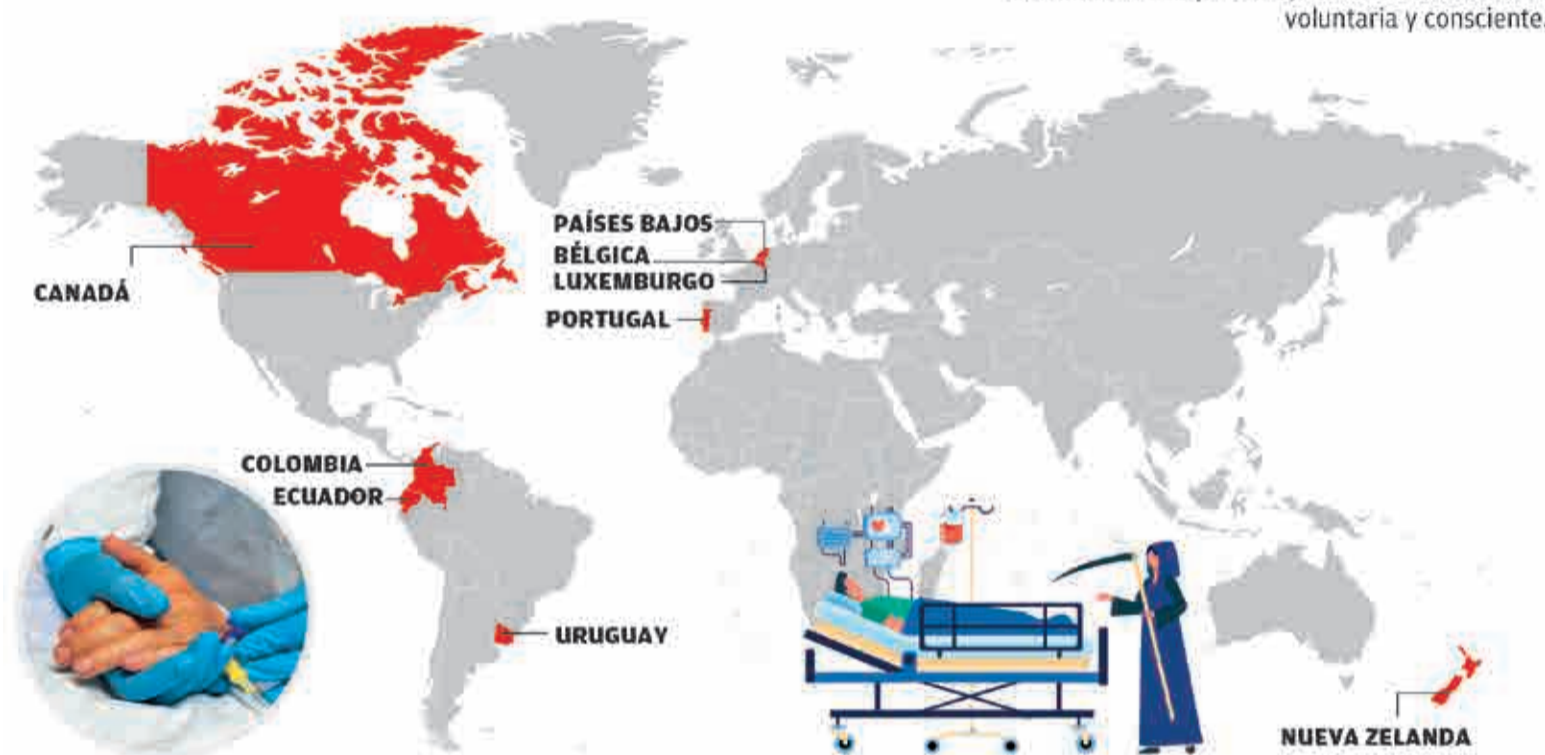 voluntaria y consciente.
CANADÁ
PAÍSES BAJOS
BÉLGICA
LUXEMBURGO
PORTUGAL
COLOMBIA
ECUADOR
URUGUAY
NUEVA ZELANDA